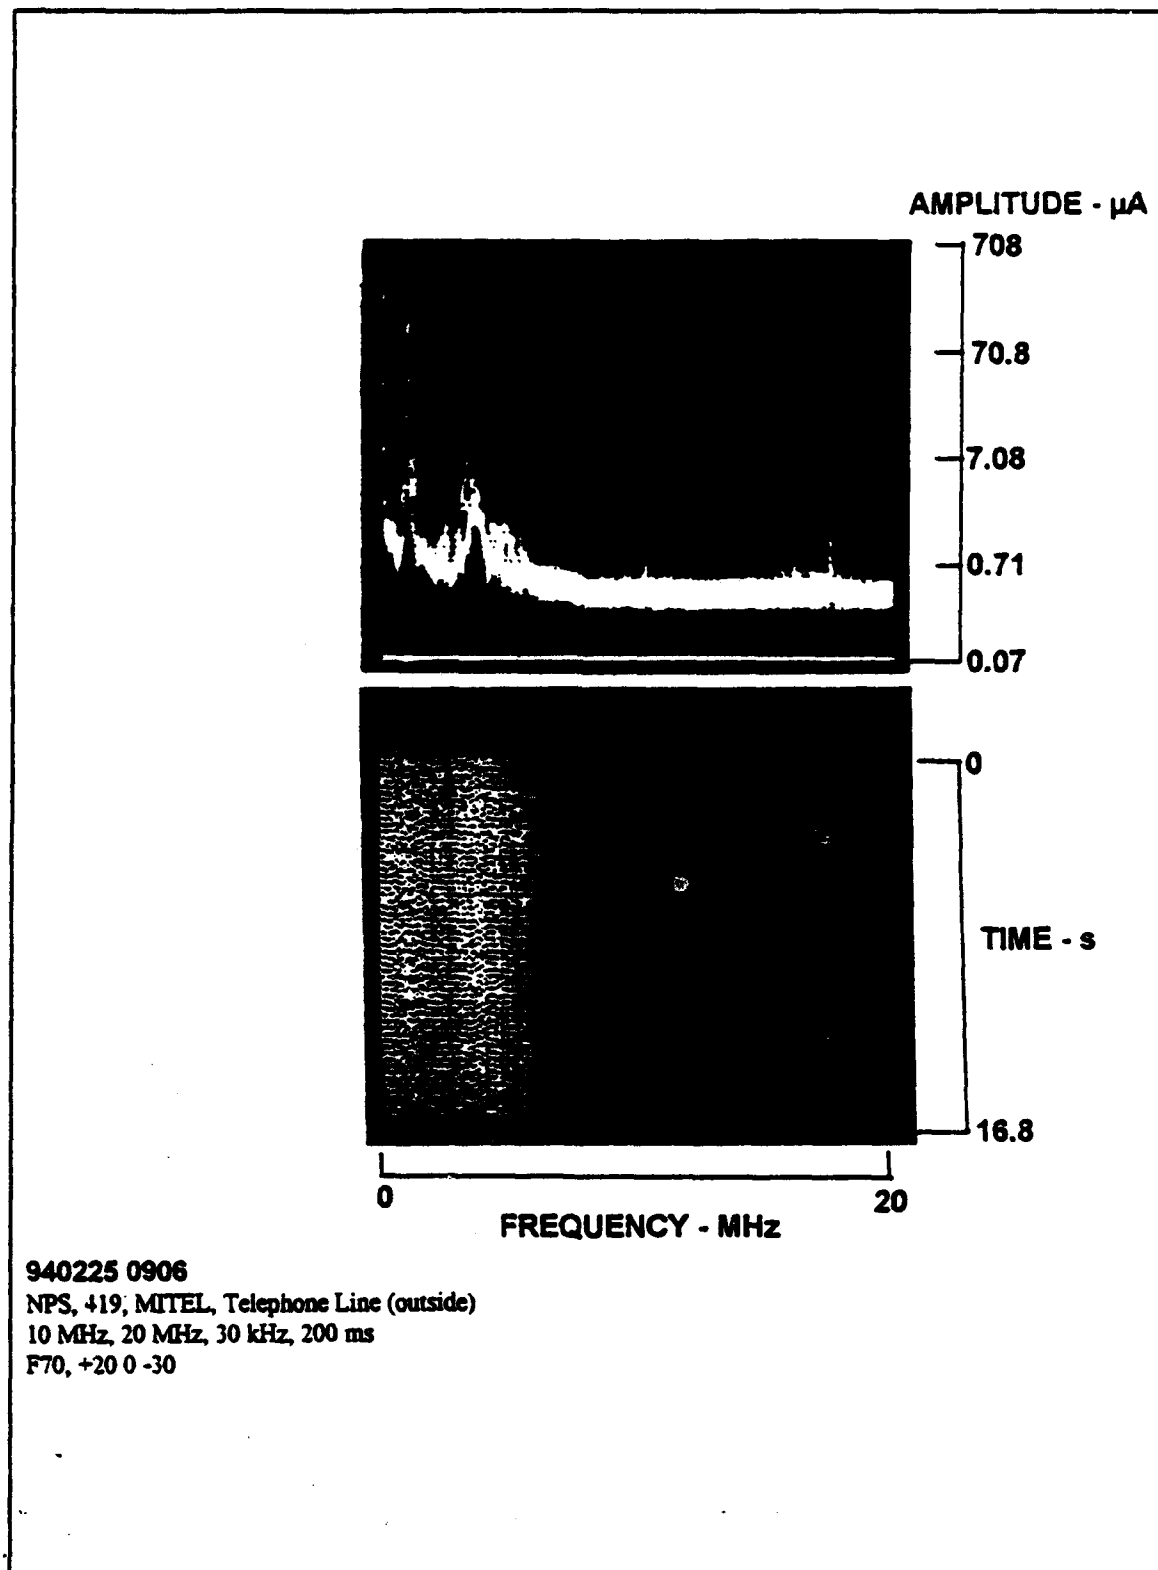 AMPLITUDE - µA
708
70.8
7.08
0.71
0.07
0
TIME - s
16.8
0
20
FREQUENCY - MHz
940225 0906
NPS, 419, MITEL, Telephone Line (outside)
10 MHz, 20 MHz, 30 kHz, 200 ms
F70, +20 0 -30